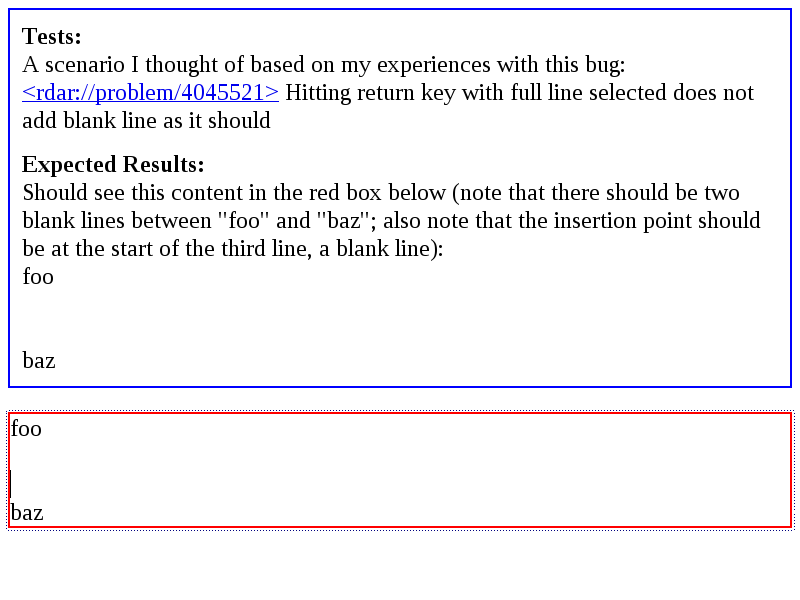 Tests:
A scenario I thought of based on my experiences with this bug:
<rdar://problem/4045521> Hitting return key with full line selected does not
add blank line as it should
Expected Results:
Should see this content in the red box below (note that there should be two
blank lines between "foo" and "baz"; also note that the insertion point should
be at the start of the third line, a blank line):
foo
baz
foo
baz